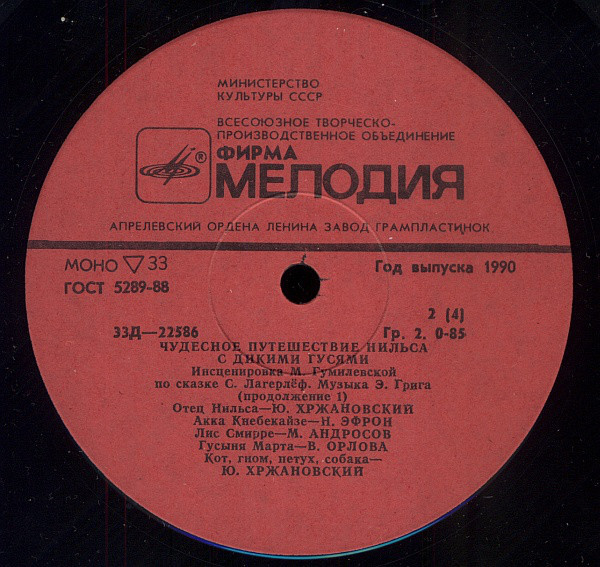 МИНИСТЕРСТВО
КУЛЬТУРЫ СССР
ВСЕСОЮЗНОЕ ТВОРЧЕСКО-
ПРОИЗВОДСТВЕННОЕ ОБЪЕДИНЕНИЕ
®
ФИРМА
МЕЛОДИЯ
АПРЕЛЕВСКИЙ ОРДЕНА ЛЕНИНА ЗАВОД ГРАМПЛАСТИНОК
МОНО ▽ 33
Год выпуска 1990
ГОСТ 5289-88
2 (4)
33Д—22586
Гр. 2. 0-85
ЧУДЕСНОЕ ПУТЕШЕСТВИЕ НИЛЬСА
С ДИКИМИ ГУСЯМИ
Инсценировка М. Гумилевской
по сказке С. Лагерлёф. Музыка Э. Грига
(продолжение 1)
Отец Нильса—Ю. ХРЖАНОВСКИЙ
Акка Кнебекайзе—Н. ЭФРОН
Лис Смирре—М. АНДРОСОВ
Гусыня Марта—В. ОРЛОВА
Кот, гном, петух, собака—
Ю. ХРЖАНОВСКИЙ